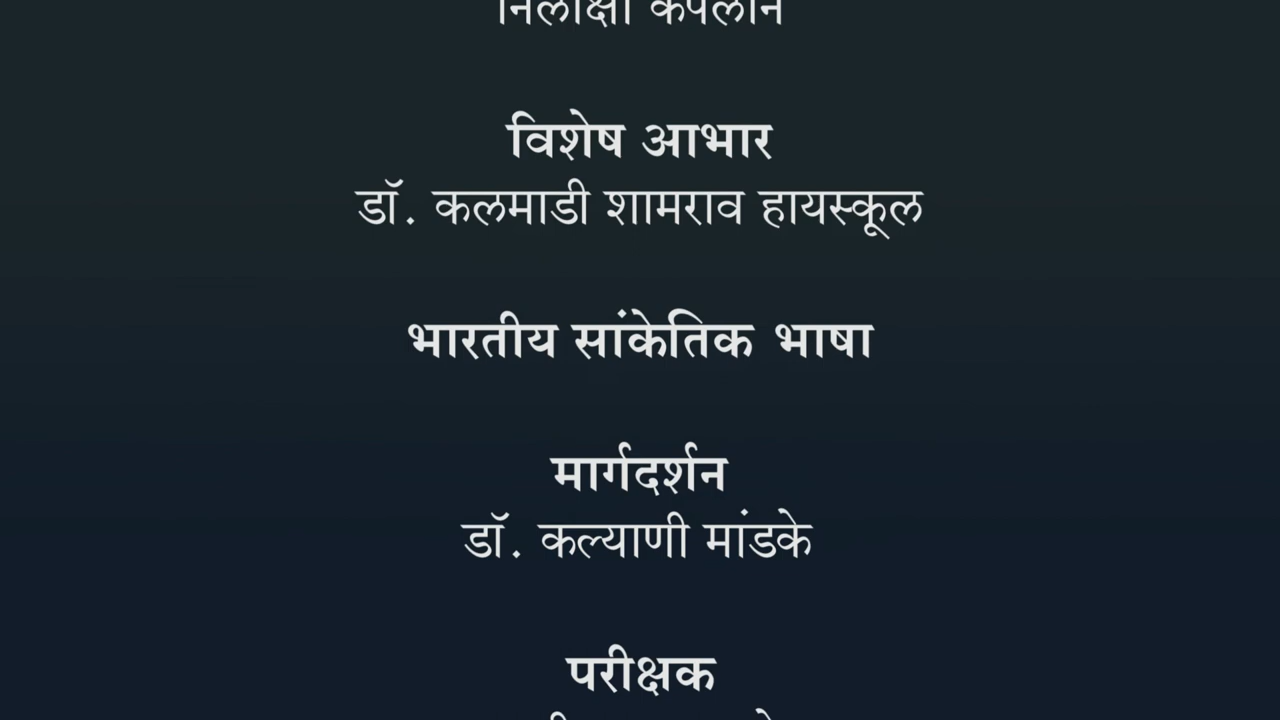 विशेष आभार
डॉ. कलमाडी शामराव हायस्कूल
भारतीय सांकेतिक भाषा
मार्गदर्शन
डॉ. कल्याणी मांडके
परीक्षक